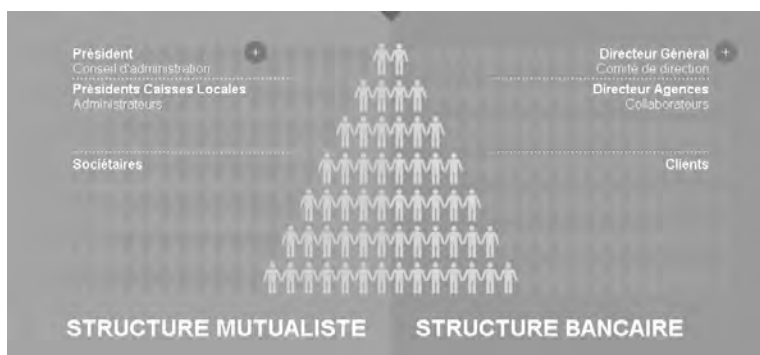 Président
Conseil d'administration
Présidents Caisses Locales
Administrateurs
Sociétaires
Directeur Général
Comité de direction
Directeur Agences
Collaborateurs
Clients
STRUCTURE MUTUALISTE
STRUCTURE BANCAIRE